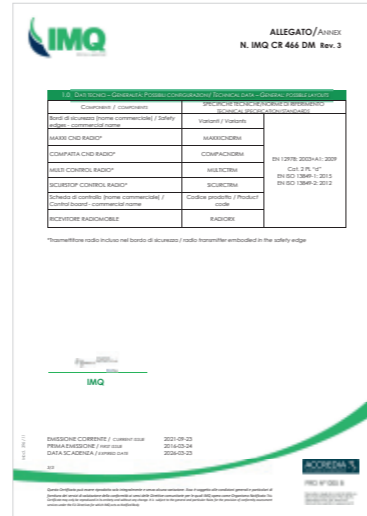 IMQ
ALLEGATO/ANNEX
N. IMQ CR 466 DM Rev. 3
1.0 DATI TECNICI – GENERALITÀ, POSSIBILI CONFIGURAZIONI/ TECHNICAL DATA – GENERAL POSSIBLE LAYOUTS
COMPONENTI / COMPONENTS
SPECIFICHE TECNICHE/NORME DI RIFERIMENTO
TECHNICAL SPECIFICATION/STANDARDS
Bordi di sicurezza (nome commerciale) / Safety
edges - commercial name
Varianti / Variants
MAXXI CND RADIO*
MAXXICNDRM
COMPATTA CND RADIO*
COMPACNDRM
MULTI CONTROL RADIO*
MULTICTRM
SICURSTOP CONTROL RADIO*
SICURCTRM
Scheda di controllo (nome commerciale) /
Control board - commercial name
Codice prodotto / Product
code
RICEVITORE RADIOMOBILE
RADIORX
EN 12978: 2003+A1: 2009
Cat. 2 PL "d"
EN ISO 13849-1: 2015
EN ISO 13849-2: 2012
*Trasmettitore radio incluso nel bordo di sicurezza / radio transmitter embodied in the safety edge
IMQ
EMISSIONE CORRENTE / CURRENT ISSUE 2021-09-23
PRIMA EMISSIONE / FIRST ISSUE 2016-03-24
DATA SCADENZA / EXPIRED DATE 2026-03-23
ACCREDIA